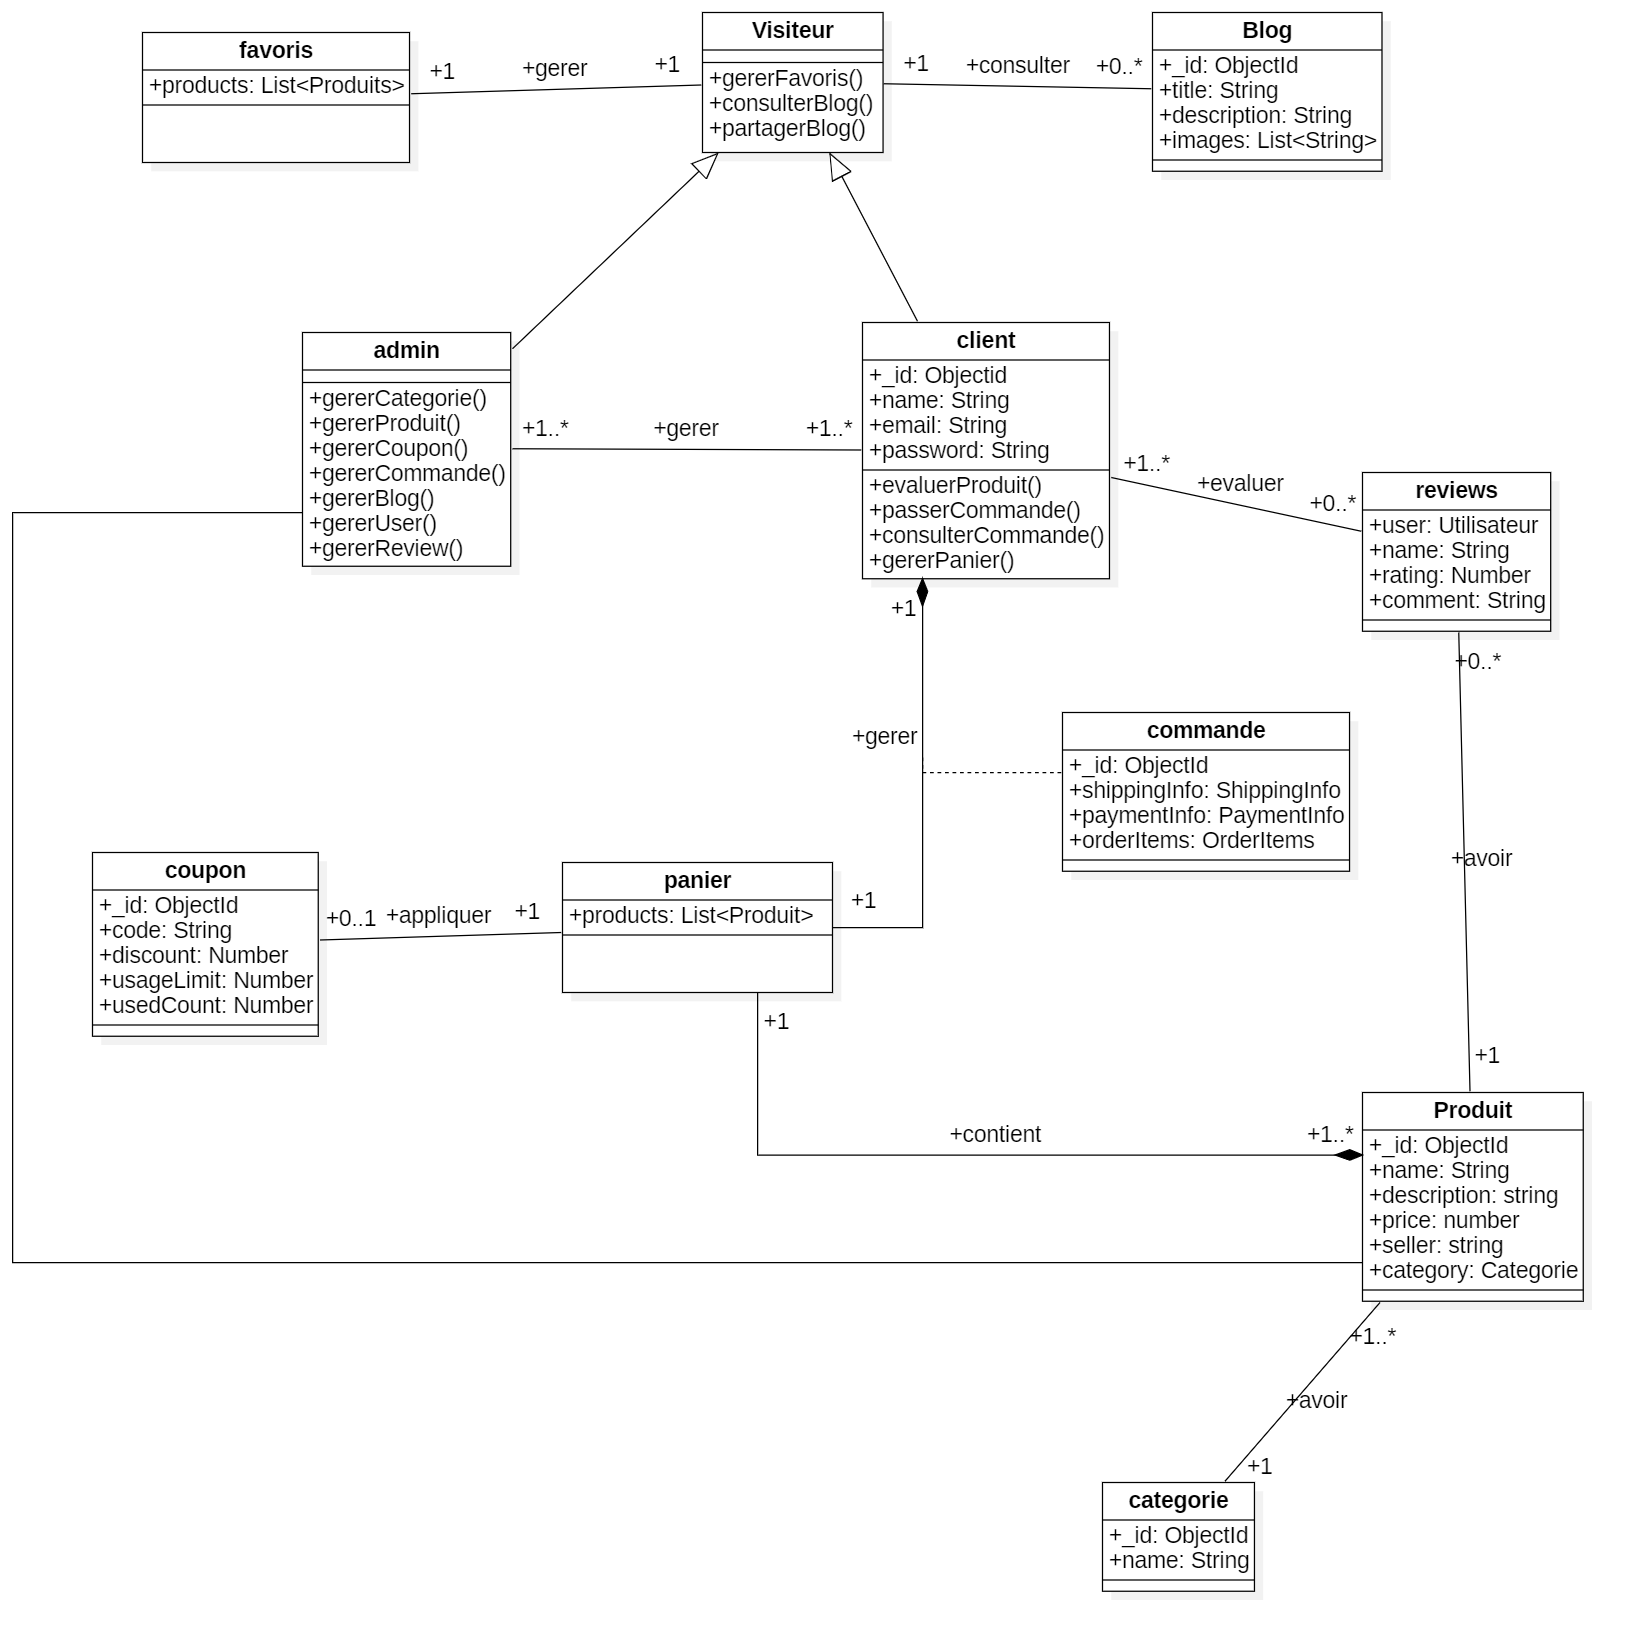 favoris
+products: List<Produits>
+1
+gerer
+1
Visiteur
+gererFavoris()
+consulterBlog()
+partagerBlog()
+1
+consulter
+0..*
Blog
+_id: ObjectId
+title: String
+description: String
+images: List<String>
admin
+gererCategorie()
+gererProduit()
+gererCoupon()
+gererCommande()
+gererBlog()
+gererUser()
+gererReview()
+1..*
+gerer
+1..*
client
+_id: Objectid
+name: String
+email: String
+password: String
+evaluerProduit()
+passerCommande()
+consulterCommande()
+gererPanier()
+1..*
+evaluer
+0..*
reviews
+user: Utilisateur
+name: String
+rating: Number
+comment: String
+1
+0..*
+gerer
commande
+_id: ObjectId
+shippingInfo: ShippingInfo
+paymentInfo: PaymentInfo
+orderItems: OrderItems
+avoir
coupon
+_id: ObjectId
+code: String
+discount: Number
+usageLimit: Number
+usedCount: Number
+0..1
+appliquer
+1
panier
+products: List<Produit>
+1
+1
+1
+contient
+1..*
Produit
+_id: ObjectId
+name: String
+description: string
+price: number
+seller: string
+category: Categorie
+1..*
+avoir
+1
categorie
+_id: ObjectId
+name: String